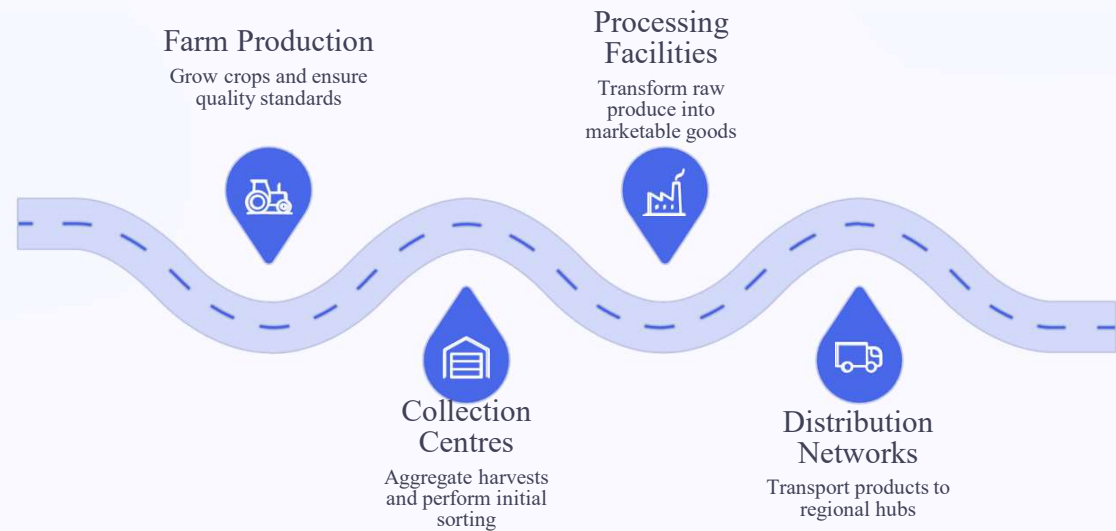 Farm Production
Grow crops and ensure
quality standards
Collection
Centres
Aggregate harvests
and perform initial
sorting
Processing
Facilities
Transform raw
produce into
marketable goods
Distribution
Networks
Transport products to
regional hubs